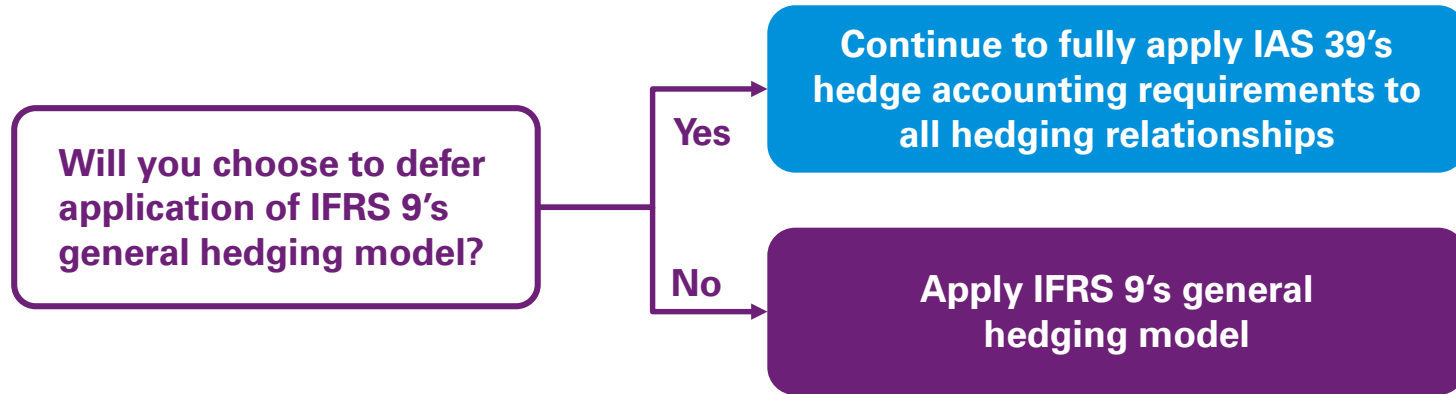 Will you choose to defer
application of IFRS 9’s
general hedging model?
Yes
Continue to fully apply IAS 39’s
hedge accounting requirements to
all hedging relationships
No
Apply IFRS 9’s general
hedging model